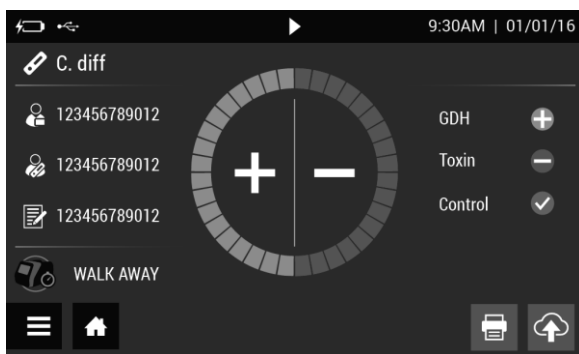 9:30AM | 01/01/16
C. diff
123456789012
123456789012
123456789012
WALK AWAY
GDH
Toxin
Control